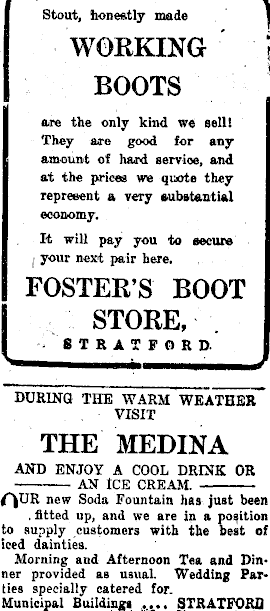 Stout, honestly made
WORKING
BOOTS
are the only kind we sell!
They are good for any
amount of hard service, and
at the prices we quote they
represent a very substantial
economy.
It will pay you to secure
your next pair here.
FOSTER'S BOOT
STORE,
STRATFORD.
DURING THE WARM WEATHER
VISIT
THE MEDINA
AND ENJOY A COOL DRINK OR
AN ICE CREAM.
OUR new Soda Fountain has just been
fitted up, and we are in a position
to supply customers with the best of
iced dainties.
Morning and Afternoon Tea and Din-
ner provided as usual. Wedding Par-
ties specially catered for.
Municipal Buildings .... STRATFORD